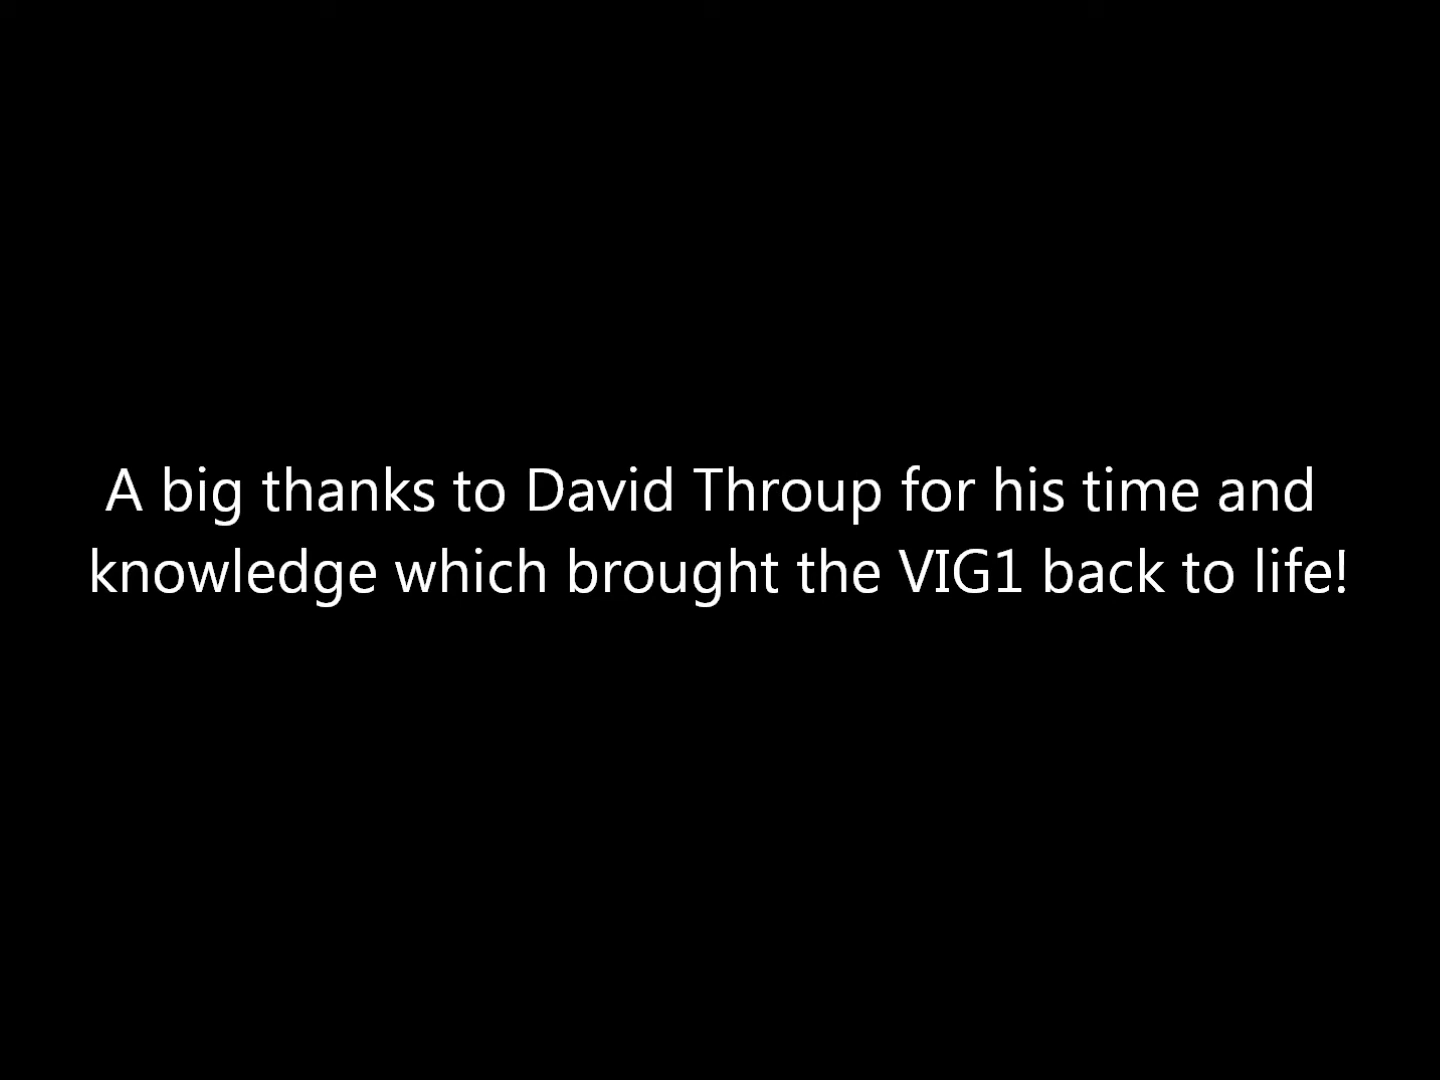 A big thanks to David Throup for his time and
knowledge which brought the VIG1 back to life!